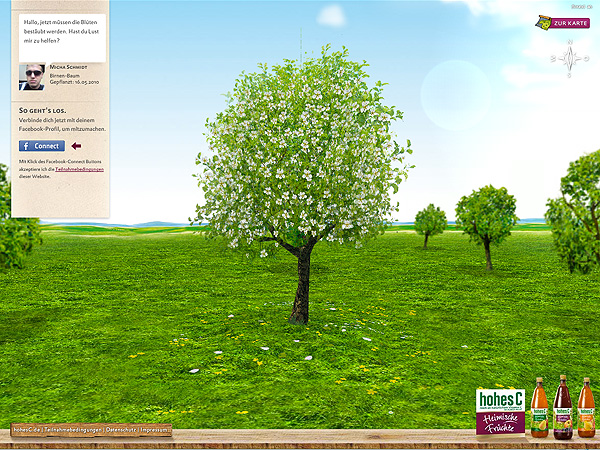 Hallo, jetzt müssen die Blüten
bestäubt werden. Hast du Lust
mir zu helfen?
Micha Schmidt
Birnen-Baum
Gepflanzt: 16.05.2010
So geht's los.
Verbinde dich jetzt mit deinem
Facebook-Profil, um mitzumachen.
f Connect
Mit Klick des Facebook-Connect Buttons
akzeptiere ich die Teilnahmebedingungen
dieser Website.
ZUR KARTE
hohes C
Heimische
Früchte
hohesC.de | Teilnahmebedingungen | Datenschutz | Impressum